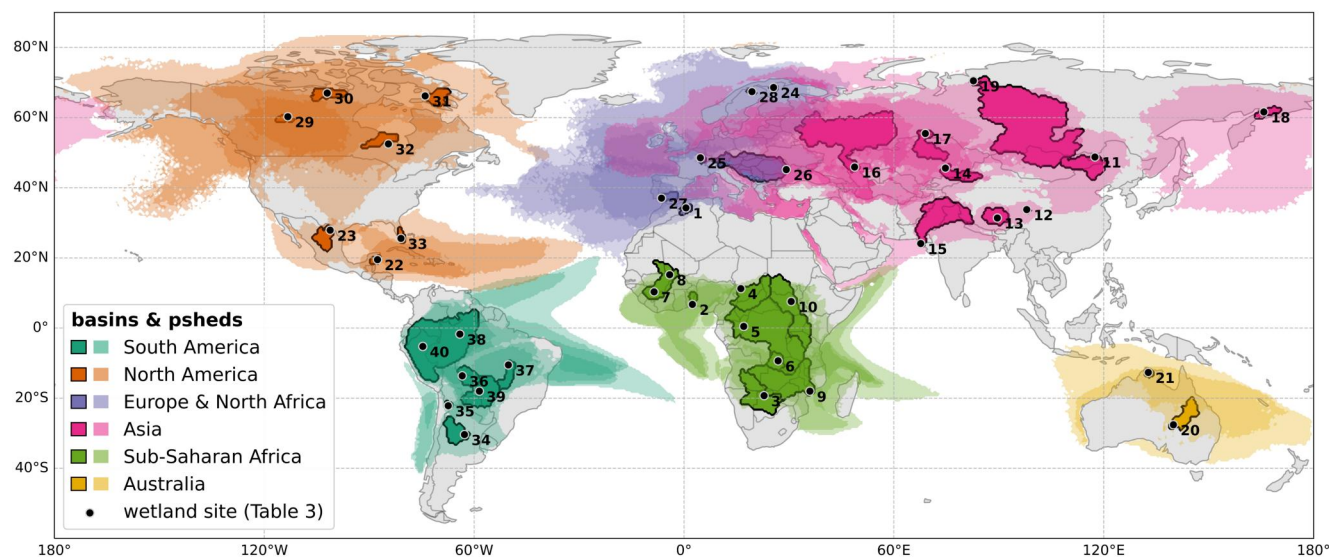 80°N
60°N
40°N
20°N
0°
20°S
40°S
30
31
29
32
23
33
22
28 24
25
26
27
1
19
17
16
14
11
18
12
13
15
8
7
2
4
10
5
6
3
9
38
40
36
37
39
35
34
21
20
basins & psheds
South America
North America
Europe & North Africa
Asia
Sub-Saharan Africa
Australia
wetland site (Table 3)
180° 120°W 60°W 0° 60°E 120°E 180°